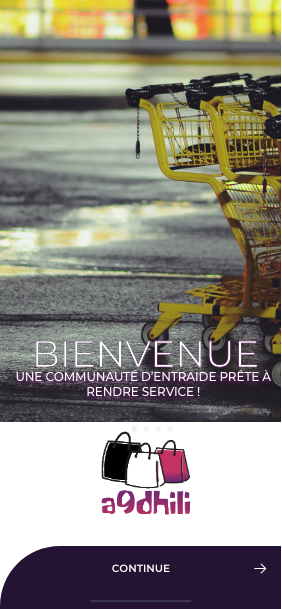 BIENVENUE
UNE COMMUNAUTÉ D'ENTRAIDE PRÊTE À
RENDRE SERVICE !
a9dhili
CONTINUE